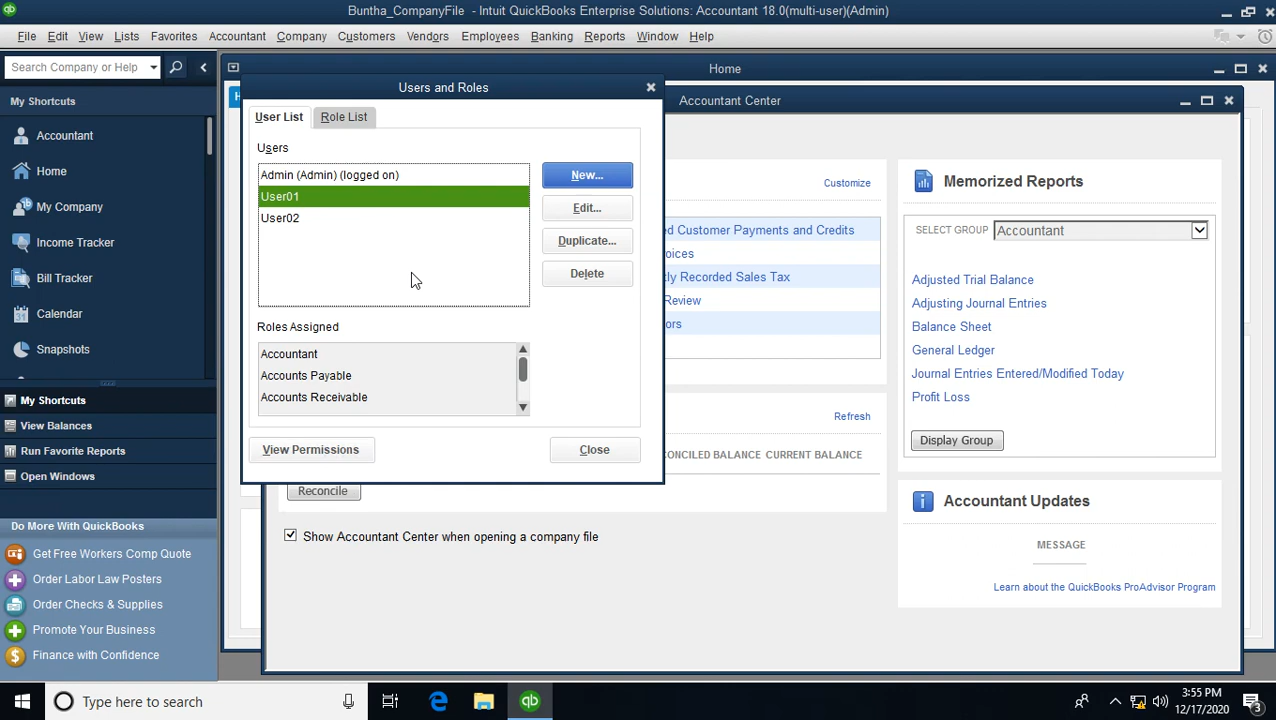 Buntha_CompanyFile - Intuit QuickBooks Enterprise Solutions: Accountant 18.0(multi-user)(Admin)
File Edit View Lists Favorites Accountant Company Customers Vendors Employees Banking Reports Window Help
Search Company or Help
My Shortcuts
Accountant
Home
My Company
Income Tracker
Bill Tracker
Calendar
Snapshots
My Shortcuts
View Balances
Run Favorite Reports
Open Windows
Do More With QuickBooks
Get Free Workers Comp Quote
Order Labor Law Posters
Order Checks & Supplies
Promote Your Business
Finance with Confidence
Home
Users and Roles
User List Role List
Users
Admin (Admin) (logged on)
User01
User02
New...
Edit...
Duplicate...
Delete
Roles Assigned
Accountant
Accounts Payable
Accounts Receivable
View Permissions Close
Accountant Center
Customize
ed Customer Payments and Credits
oices
tly Recorded Sales Tax
Review
ors
Refresh
CONCILED BALANCE CURRENT BALANCE
Reconcile
Show Accountant Center when opening a company file
Memorized Reports
SELECT GROUP Accountant
Adjusted Trial Balance
Adjusting Journal Entries
Balance Sheet
General Ledger
Journal Entries Entered/Modified Today
Profit Loss
Display Group
Accountant Updates
MESSAGE
Learn about the QuickBooks ProAdvisor Program
Type here to search
3:55 PM
12/17/2020
3